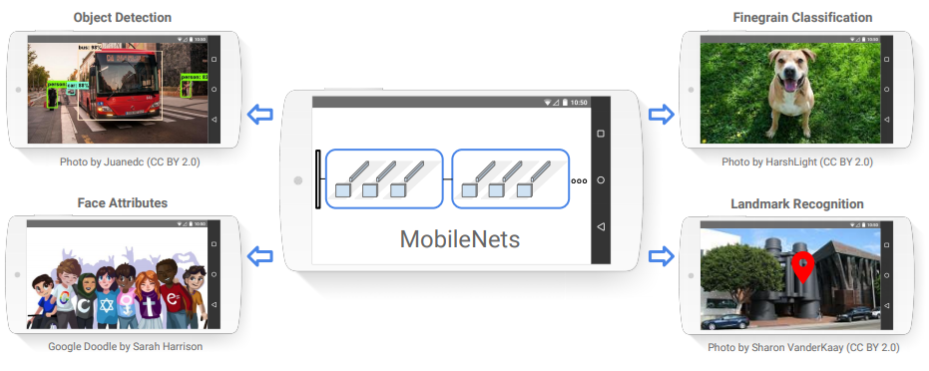 Object Detection
Finegrain Classification
bus: 98%
Photo by Juanedc (CC BY 2.0)
10:50
MobileNets
Photo by HarshLight (CC BY 2.0)
Face Attributes
Landmark Recognition
Google Doodle by Sarah Harrison
Photo by Sharon VanderKaay (CC BY 2.0)